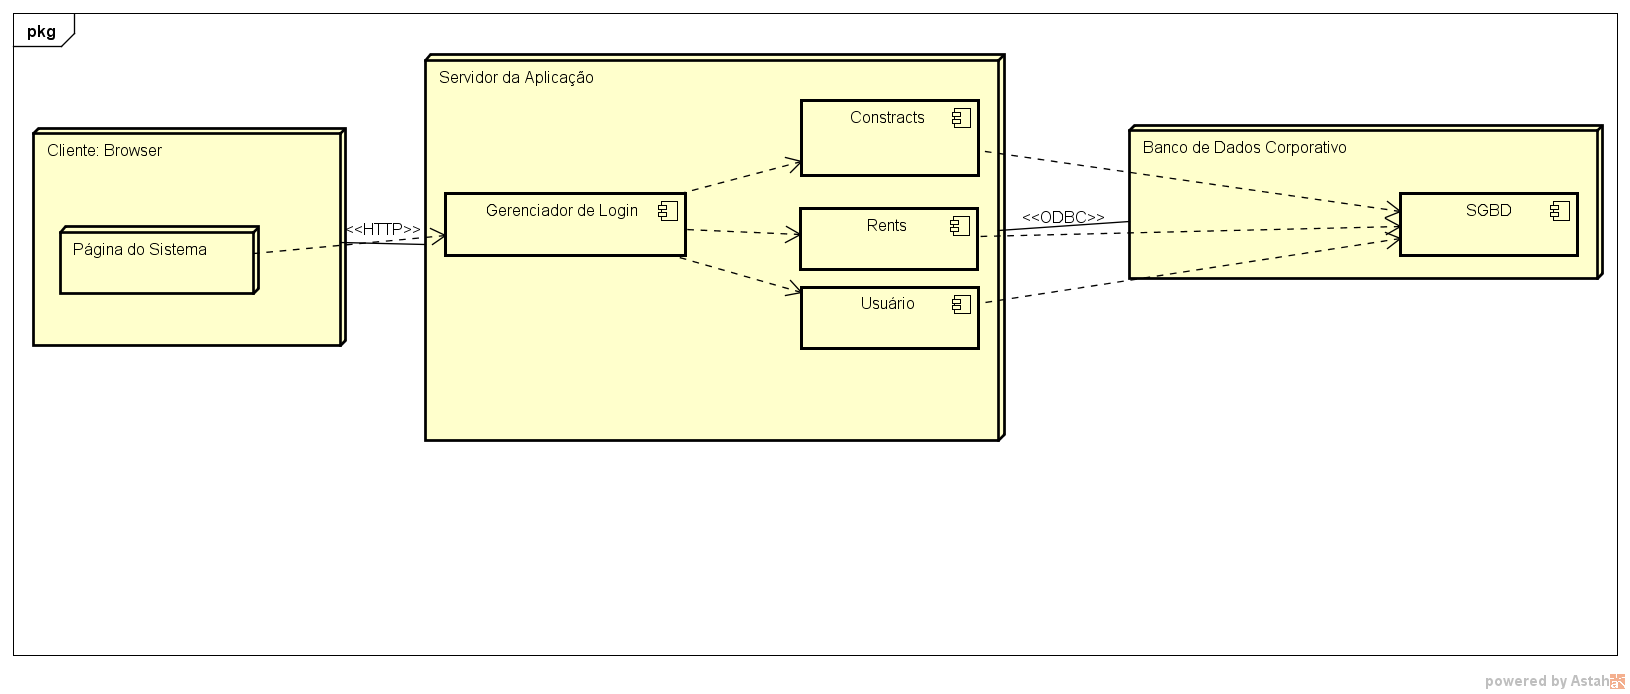 pkg
Servidor da Aplicação
Constracts
Cliente: Browser
Banco de Dados Corporativo
Gerenciador de Login
SGBD
<<HTTP>>
<<ODBC>>
Rents
Página do Sistema
Usuário
powered by Astah